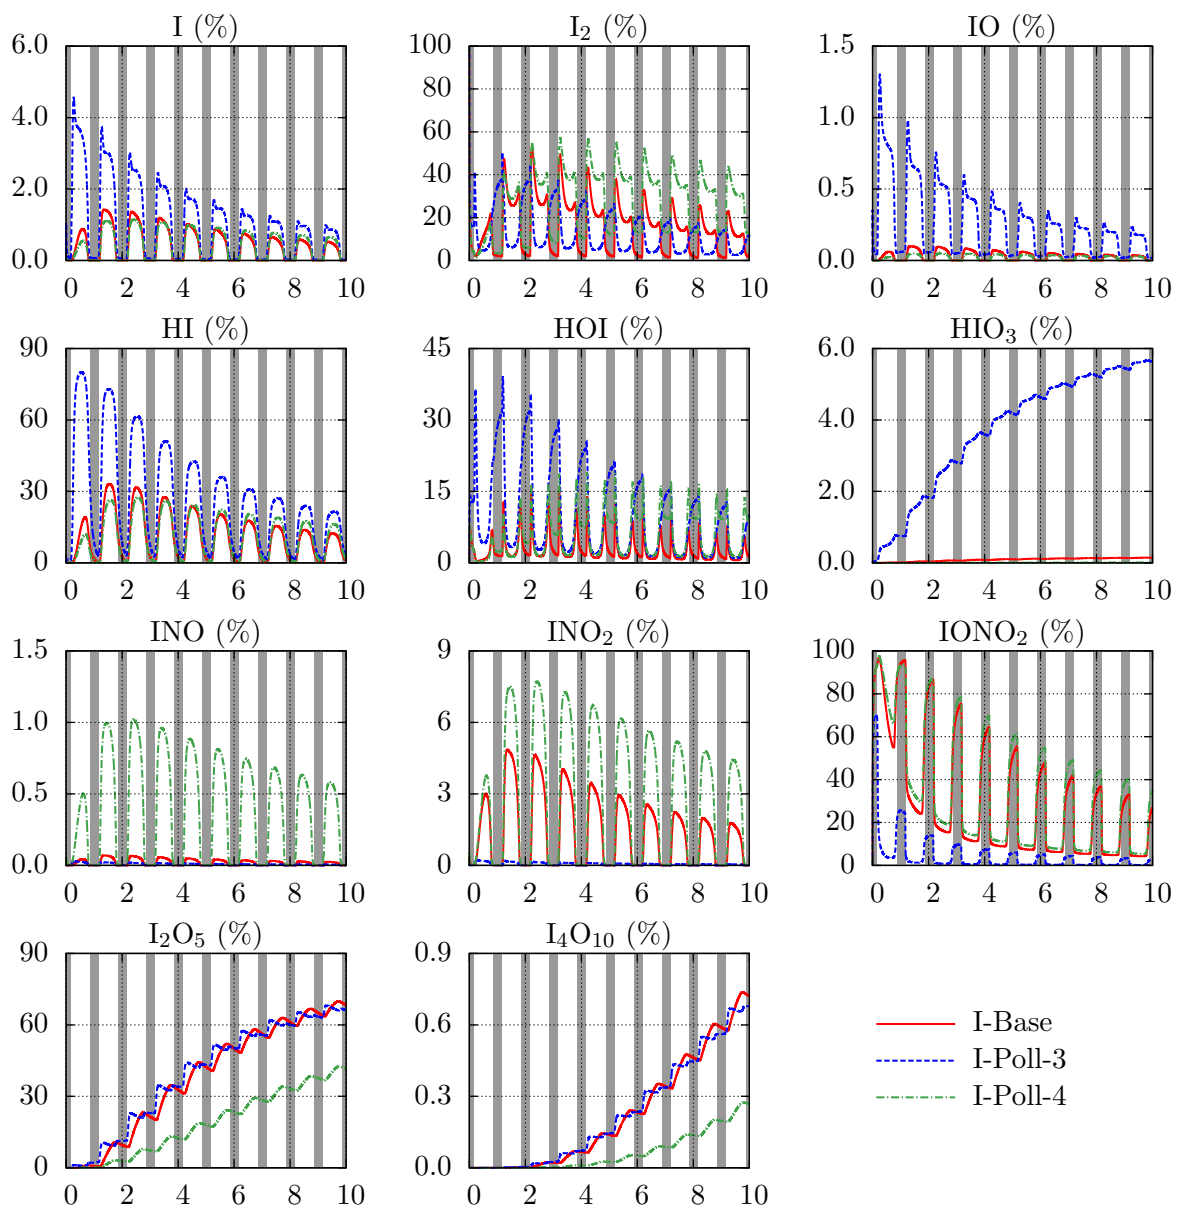 I (%) I₂ (%) IO (%)
6.0 100 1.5
4.0 80 1.0
2.0 60 0.5
0.0 40 0.0
20
0
0 2 4 6 8 10 0 2 4 6 8 10 0 2 4 6 8 10
HI (%) HOI (%) HIO₃ (%)
90 45 6.0
60 30 4.0
30 15 2.0
0 0 0.0
0 2 4 6 8 10 0 2 4 6 8 10 0 2 4 6 8 10
INO (%) INO₂ (%) IONO₂ (%)
1.5 9 100
1.0 6 80
0.5 3 60
0.0 0 40
20
0
0 2 4 6 8 10 0 2 4 6 8 10 0 2 4 6 8 10
I₂O₅ (%) I₄O₁₀ (%)
90 0.9
60 0.6
30 0.3
0 0.0
0 2 4 6 8 10 0 2 4 6 8 10
I-Base
I-Poll-3
I-Poll-4